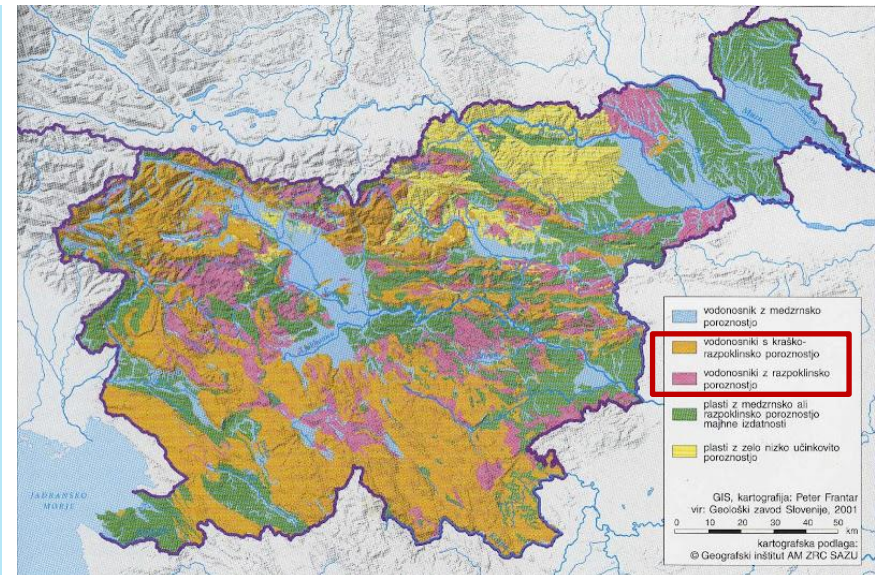 vodonosnik z medzrnsko
poroznostjo
vodonosniki s kraško-
razpoklinsko poroznostjo
vodonosniki z razpoklinsko
poroznostjo
plasti z medzrnsko ali
razpoklinsko poroznostjo
majhne izdatnosti
plasti z zelo nizko učinkovito
poroznostjo
GIS, kartografija: Peter Frantar
vir: Geološki zavod Slovenije, 2001
0 10 20 30 40 50
km
kartografska podlaga:
© Geografski inštitut AM ZRC SAZU
JADRANSKO
MORJE
Mura